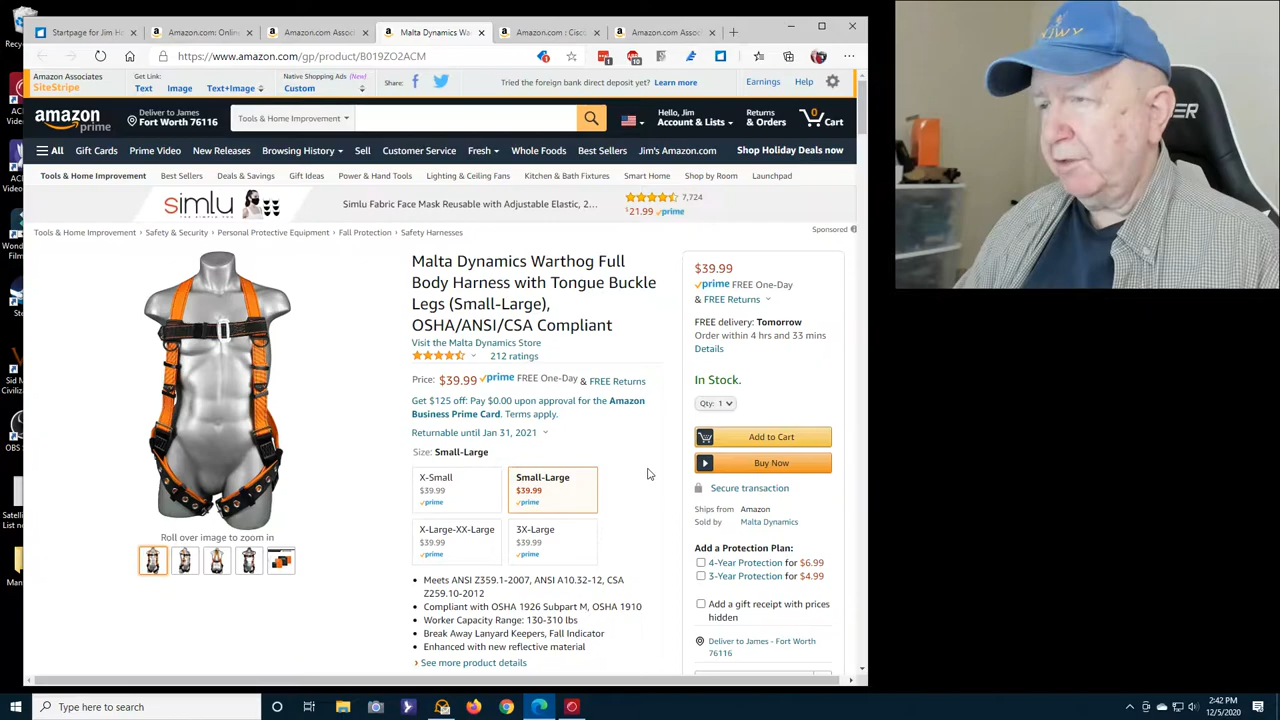 Startpage for Jim H
Amazon.com: Onlin
Amazon.com Assoc
Malta Dynamics Wa
Amazon.com: Cisco
Amazon.com Assoc
https://www.amazon.com/gp/product/B019ZO2ACM
Amazon Associates
SiteStripe
Get Link:
Text
Image
Text+Image
Native Shopping Ads (New)
Custom
Share:
Tried the foreign bank direct deposit yet? Learn more
Earnings
Help
amazon
prime
Deliver to James
Fort Worth 76116
Tools & Home Improvement
Hello, Jim
Account & Lists
Returns
& Orders
0
Cart
All
Gift Cards
Prime Video
New Releases
Browsing History
Sell
Customer Service
Fresh
Whole Foods
Best Sellers
Jim's Amazon.com
Shop Holiday Deals now
Tools & Home Improvement
Best Sellers
Deals & Savings
Gift Ideas
Power & Hand Tools
Lighting & Ceiling Fans
Kitchen & Bath Fixtures
Smart Home
Shop by Room
Launchpad
simlu
Simlu Fabric Face Mask Reusable with Adjustable Elastic, 2...
7,724
$21.99 prime
Sponsored
Tools & Home Improvement › Safety & Security › Personal Protective Equipment › Fall Protection › Safety Harnesses
Malta Dynamics Warthog Full
Body Harness with Tongue Buckle
Legs (Small-Large),
OSHA/ANSI/CSA Compliant
Visit the Malta Dynamics Store
212 ratings
Price: $39.99 prime FREE One-Day & FREE Returns
Get $125 off: Pay $0.00 upon approval for the Amazon
Business Prime Card. Terms apply.
Returnable until Jan 31, 2021
Size: Small-Large
X-Small
$39.99
prime
Small-Large
$39.99
prime
X-Large-XX-Large
$39.99
prime
3X-Large
$39.99
prime
Meets ANSI Z359.1-2007, ANSI A10.32-12, CSA
Z259.10-2012
Compliant with OSHA 1926 Subpart M, OSHA 1910
Worker Capacity Range: 130-310 lbs
Break Away Lanyard Keepers, Fall Indicator
Enhanced with new reflective material
› See more product details
Roll over image to zoom in
$39.99
prime FREE One-Day
& FREE Returns
FREE delivery: Tomorrow
Order within 4 hrs and 33 mins
Details
In Stock.
Qty: 1
Add to Cart
Buy Now
Secure transaction
Ships from Amazon
Sold by Malta Dynamics
Add a Protection Plan:
4-Year Protection for $6.99
3-Year Protection for $4.99
Add a gift receipt with prices
hidden
Deliver to James - Fort Worth
76116
Type here to search
2:42 PM
12/5/2020